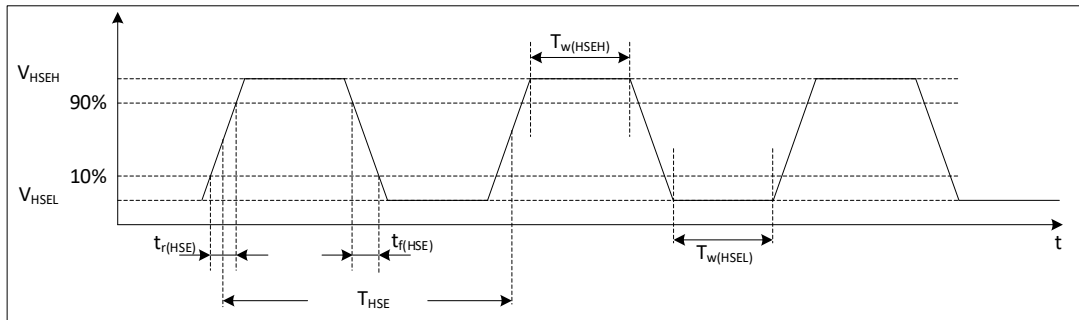 T_w(HSEH)
V_HSEH
90%
10%
V_HSEL
t
t_r(HSE)
t_f(HSE)
T_w(HSEL)
T_HSE